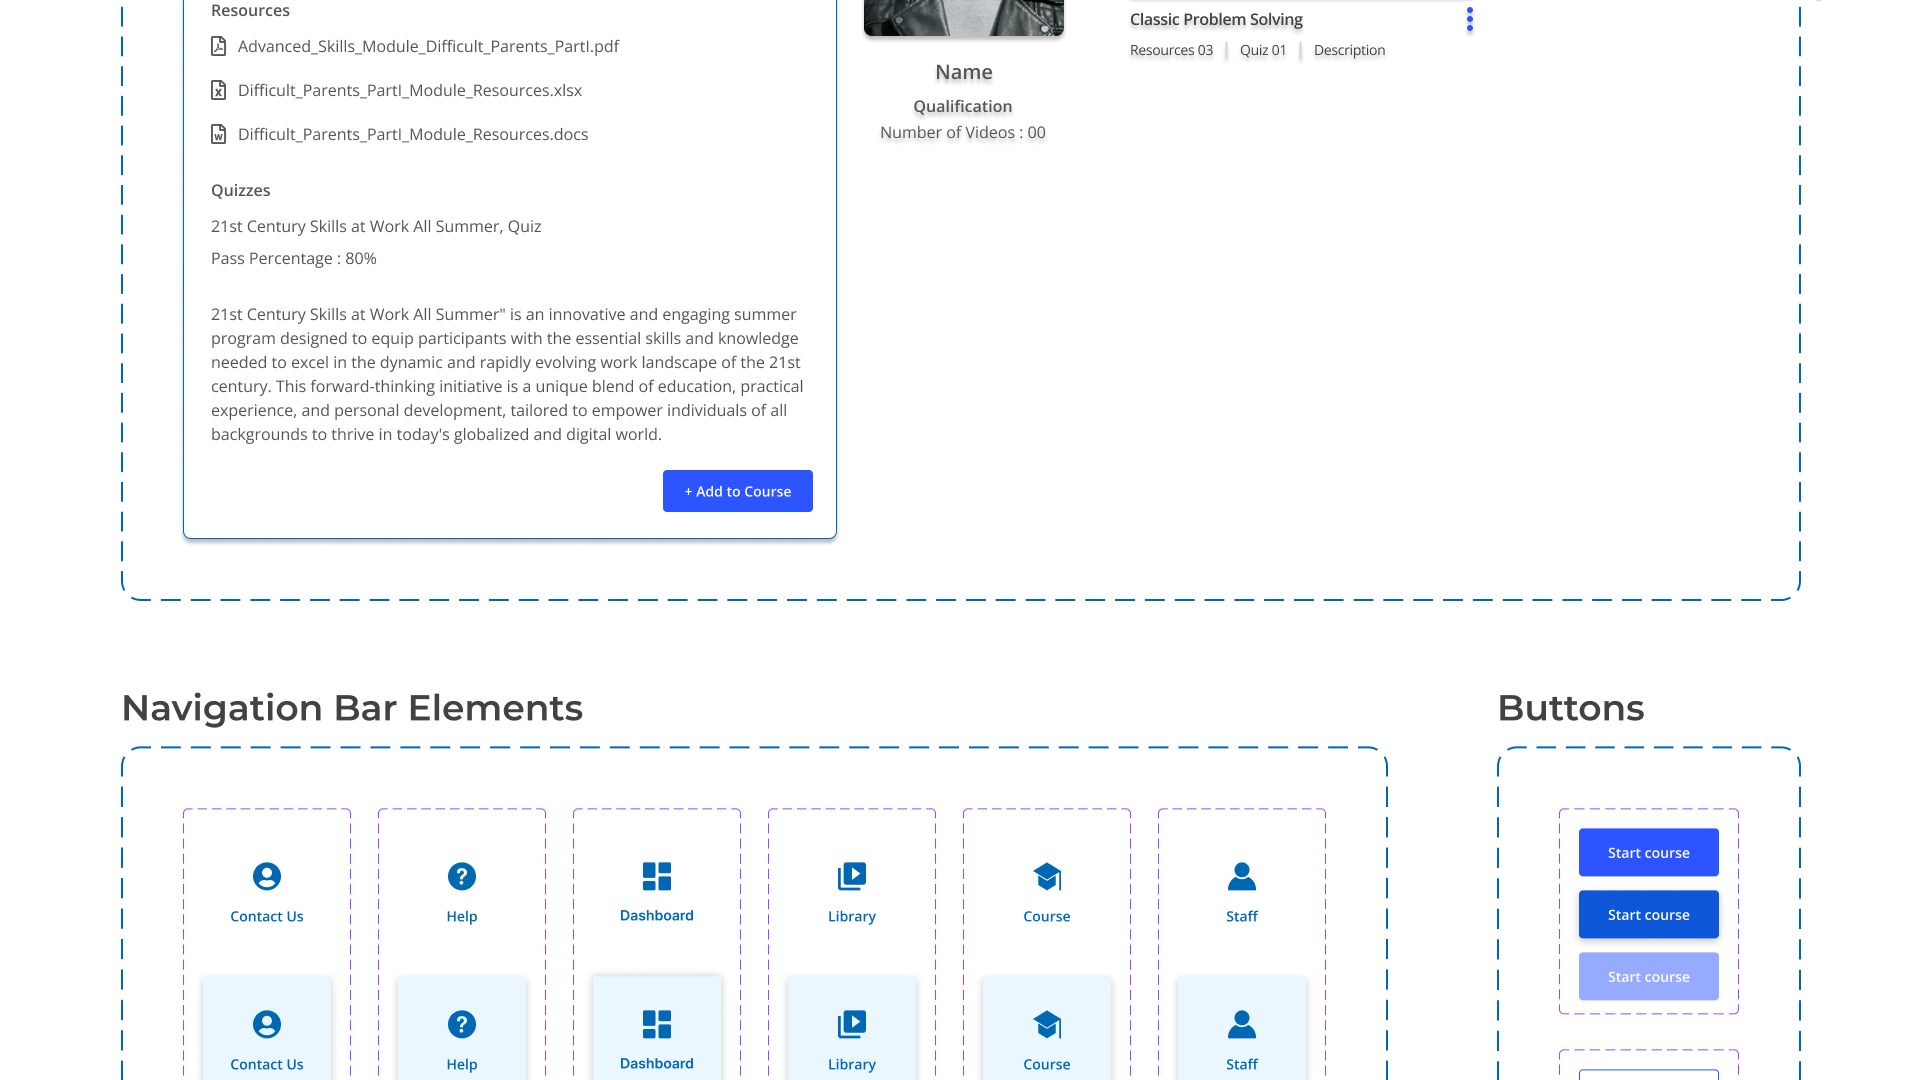 Resources
Advanced_Skills_Module_Difficult_Parents_PartI.pdf
Difficult_Parents_PartI_Module_Resources.xlsx
Difficult_Parents_PartI_Module_Resources.docs
Quizzes
21st Century Skills at Work All Summer, Quiz
Pass Percentage : 80%
21st Century Skills at Work All Summer" is an innovative and engaging summer
program designed to equip participants with the essential skills and knowledge
needed to excel in the dynamic and rapidly evolving work landscape of the 21st
century. This forward-thinking initiative is a unique blend of education, practical
experience, and personal development, tailored to empower individuals of all
backgrounds to thrive in today's globalized and digital world.
+ Add to Course
Name
Qualification
Number of Videos : 00
Classic Problem Solving
Resources 03 | Quiz 01 | Description
Navigation Bar Elements
Contact Us
Help
Dashboard
Library
Course
Staff
Contact Us
Help
Dashboard
Library
Course
Staff
Buttons
Start course
Start course
Start course